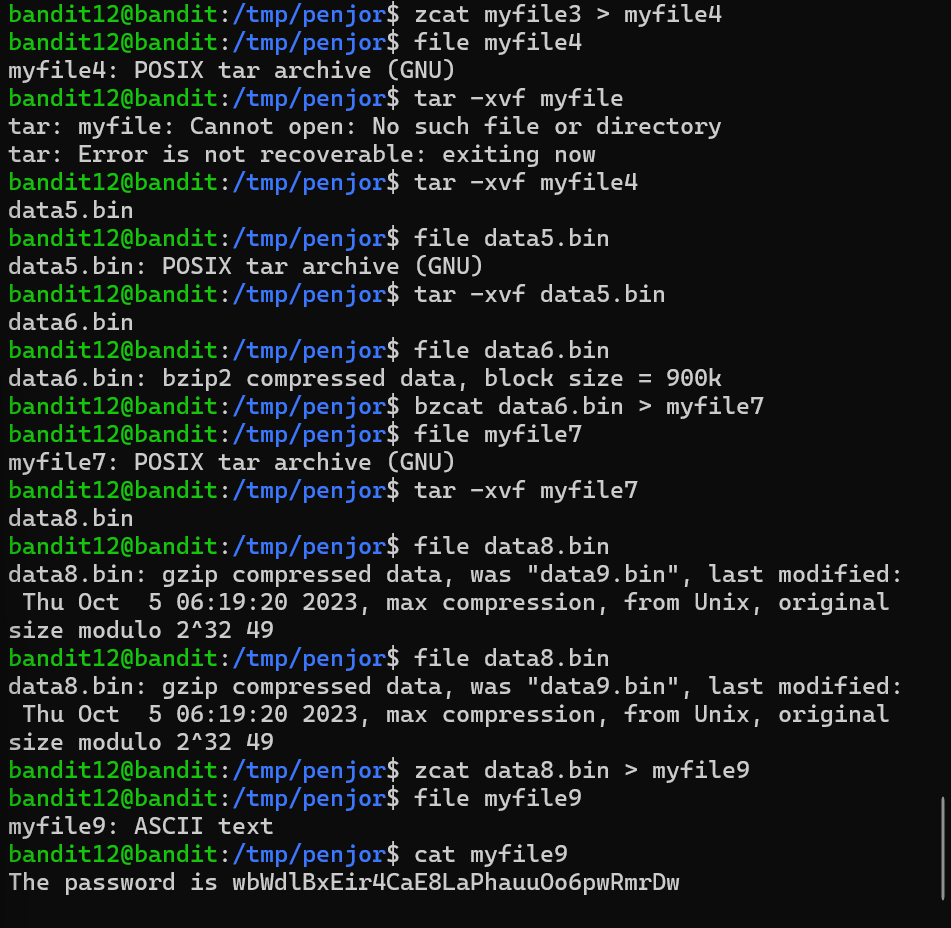 bandit12@bandit:/tmp/penjor$ zcat myfile3 > myfile4
bandit12@bandit:/tmp/penjor$ file myfile4
myfile4: POSIX tar archive (GNU)
bandit12@bandit:/tmp/penjor$ tar -xvf myfile
tar: myfile: Cannot open: No such file or directory
tar: Error is not recoverable: exiting now
bandit12@bandit:/tmp/penjor$ tar -xvf myfile4
data5.bin
bandit12@bandit:/tmp/penjor$ file data5.bin
data5.bin: POSIX tar archive (GNU)
bandit12@bandit:/tmp/penjor$ tar -xvf data5.bin
data6.bin
bandit12@bandit:/tmp/penjor$ file data6.bin
data6.bin: bzip2 compressed data, block size = 900k
bandit12@bandit:/tmp/penjor$ bzcat data6.bin > myfile7
bandit12@bandit:/tmp/penjor$ file myfile7
myfile7: POSIX tar archive (GNU)
bandit12@bandit:/tmp/penjor$ tar -xvf myfile7
data8.bin
bandit12@bandit:/tmp/penjor$ file data8.bin
data8.bin: gzip compressed data, was "data9.bin", last modified:
 Thu Oct  5 06:19:20 2023, max compression, from Unix, original
size modulo 2^32 49
bandit12@bandit:/tmp/penjor$ file data8.bin
data8.bin: gzip compressed data, was "data9.bin", last modified:
 Thu Oct  5 06:19:20 2023, max compression, from Unix, original
size modulo 2^32 49
bandit12@bandit:/tmp/penjor$ zcat data8.bin > myfile9
bandit12@bandit:/tmp/penjor$ file myfile9
myfile9: ASCII text
bandit12@bandit:/tmp/penjor$ cat myfile9
The password is wbWdlBxEir4CaE8LaPhauuOo6pwRmrDw